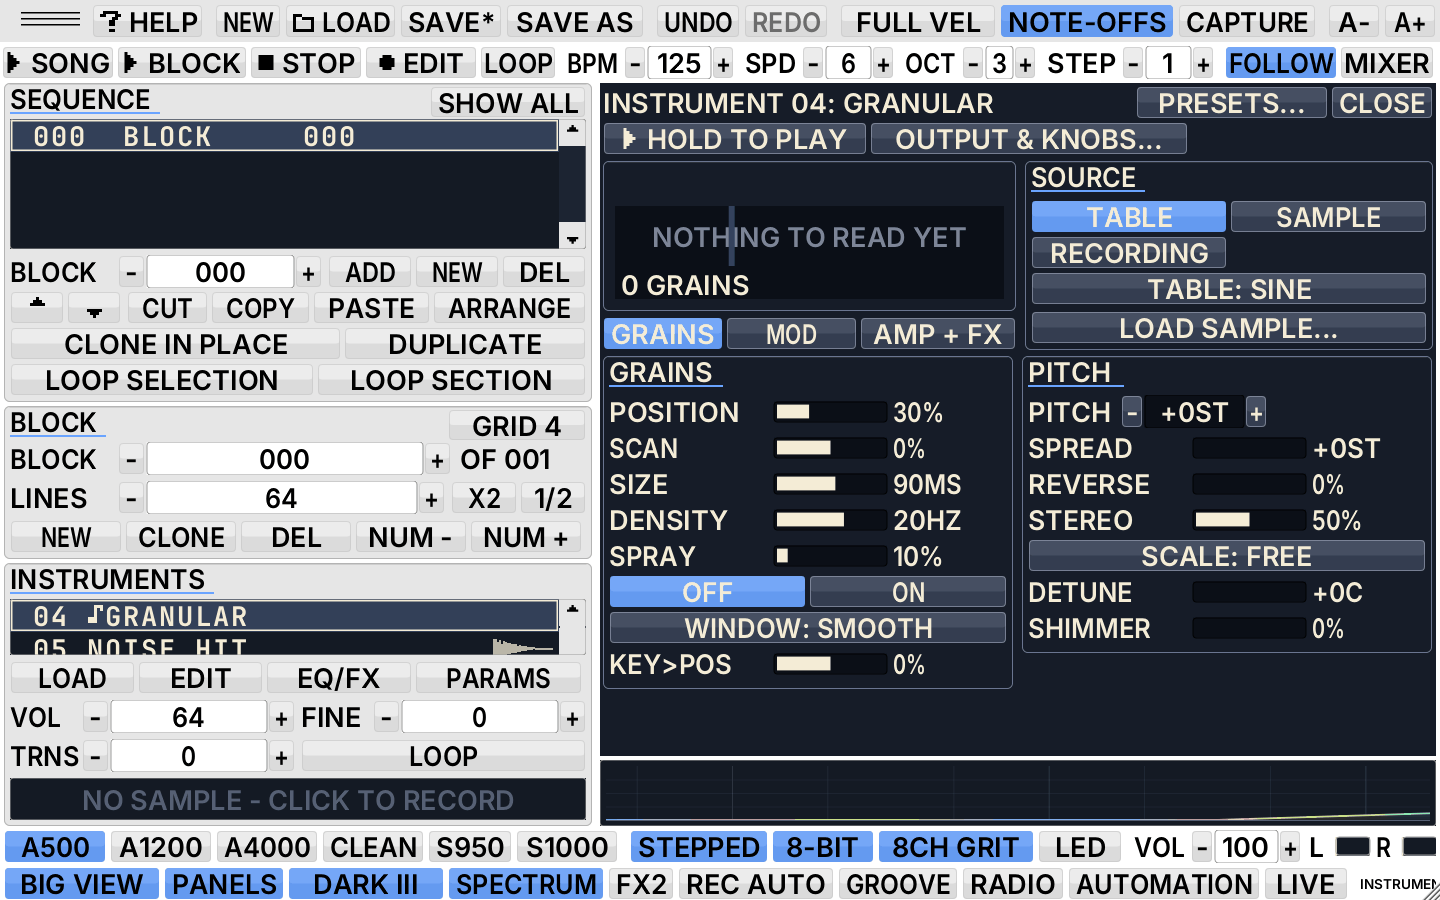 HELP NEW LOAD SAVE* SAVE AS UNDO REDO FULL VEL NOTE-OFFS CAPTURE A- A+
SONG BLOCK STOP EDIT LOOP BPM - 125 + SPD - 6 + OCT - 3 + STEP - 1 + FOLLOW MIXER
SEQUENCE SHOW ALL
000 BLOCK 000
BLOCK - 000 + ADD NEW DEL
CUT COPY PASTE ARRANGE
CLONE IN PLACE DUPLICATE
LOOP SELECTION LOOP SECTION
BLOCK GRID 4
BLOCK - 000 + OF 001
LINES - 64 + X2 1/2
NEW CLONE DEL NUM - NUM +
INSTRUMENTS
04 GRANULAR
05 NOISE HIT
LOAD EDIT EQ/FX PARAMS
VOL - 64 + FINE - 0 +
TRNS - 0 + LOOP
NO SAMPLE - CLICK TO RECORD
INSTRUMENT 04: GRANULAR PRESETS... CLOSE
HOLD TO PLAY OUTPUT & KNOBS...
NOTHING TO READ YET
0 GRAINS
SOURCE
TABLE SAMPLE
RECORDING
TABLE: SINE
LOAD SAMPLE...
GRAINS MOD AMP + FX
GRAINS
POSITION 30%
SCAN 0%
SIZE 90MS
DENSITY 20HZ
SPRAY 10%
OFF ON
WINDOW: SMOOTH
KEY>POS 0%
PITCH
PITCH - +0ST +
SPREAD +0ST
REVERSE 0%
STEREO 50%
SCALE: FREE
DETUNE +0C
SHIMMER 0%
A500 A1200 A4000 CLEAN S950 S1000 STEPPED 8-BIT 8CH GRIT LED VOL - 100 + L R
BIG VIEW PANELS DARK III SPECTRUM FX2 REC AUTO GROOVE RADIO AUTOMATION LIVE